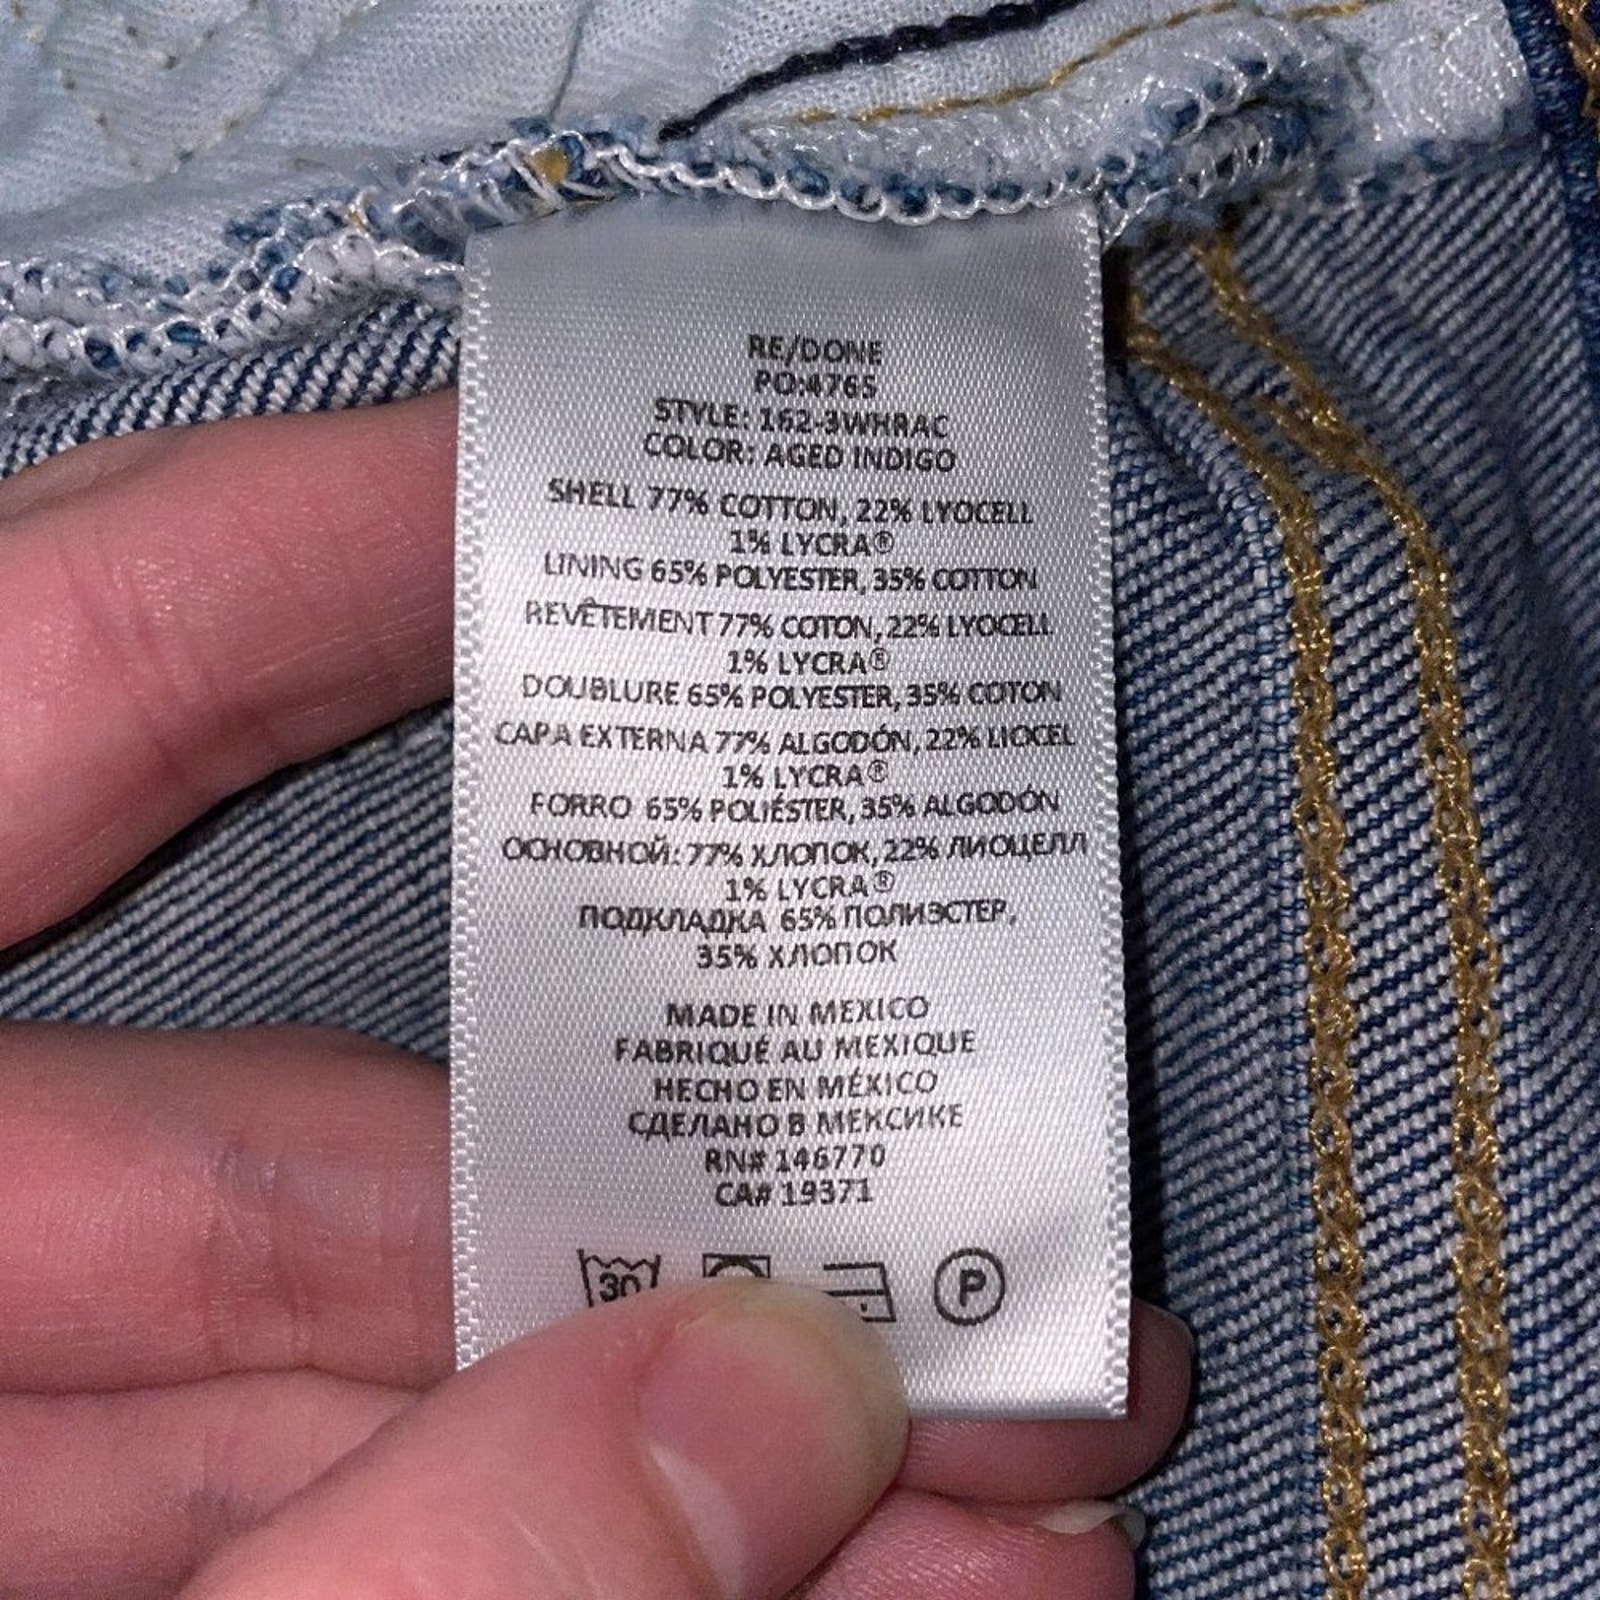 RE/DONE
PO:4765
STYLE: 162-3WHRAC
COLOR: AGED INDIGO
SHELL 77% COTTON, 22% LYOCELL
1% LYCRA®
LINING 65% POLYESTER, 35% COTTON
REVÊTEMENT 77% COTON, 22% LYOCELL
1% LYCRA®
DOUBLURE 65% POLYESTER, 35% COTON
CAPA EXTERNA 77% ALGODÓN, 22% LIOCEL
1% LYCRA®
FORRO 65% POLIÉSTER, 35% ALGODÓN
ОСНОВНОЙ: 77% ХЛОПОК, 22% ЛИОЦЕЛЛ
1% LYCRA®
ПОДКЛАДКА 65% ПОЛИЭСТЕР,
35% ХЛОПОК
MADE IN MEXICO
FABRIQUÉ AU MEXIQUE
HECHO EN MÉXICO
СДЕЛАНО В МЕКСИКЕ
RN# 146770
CA# 19371
30 P